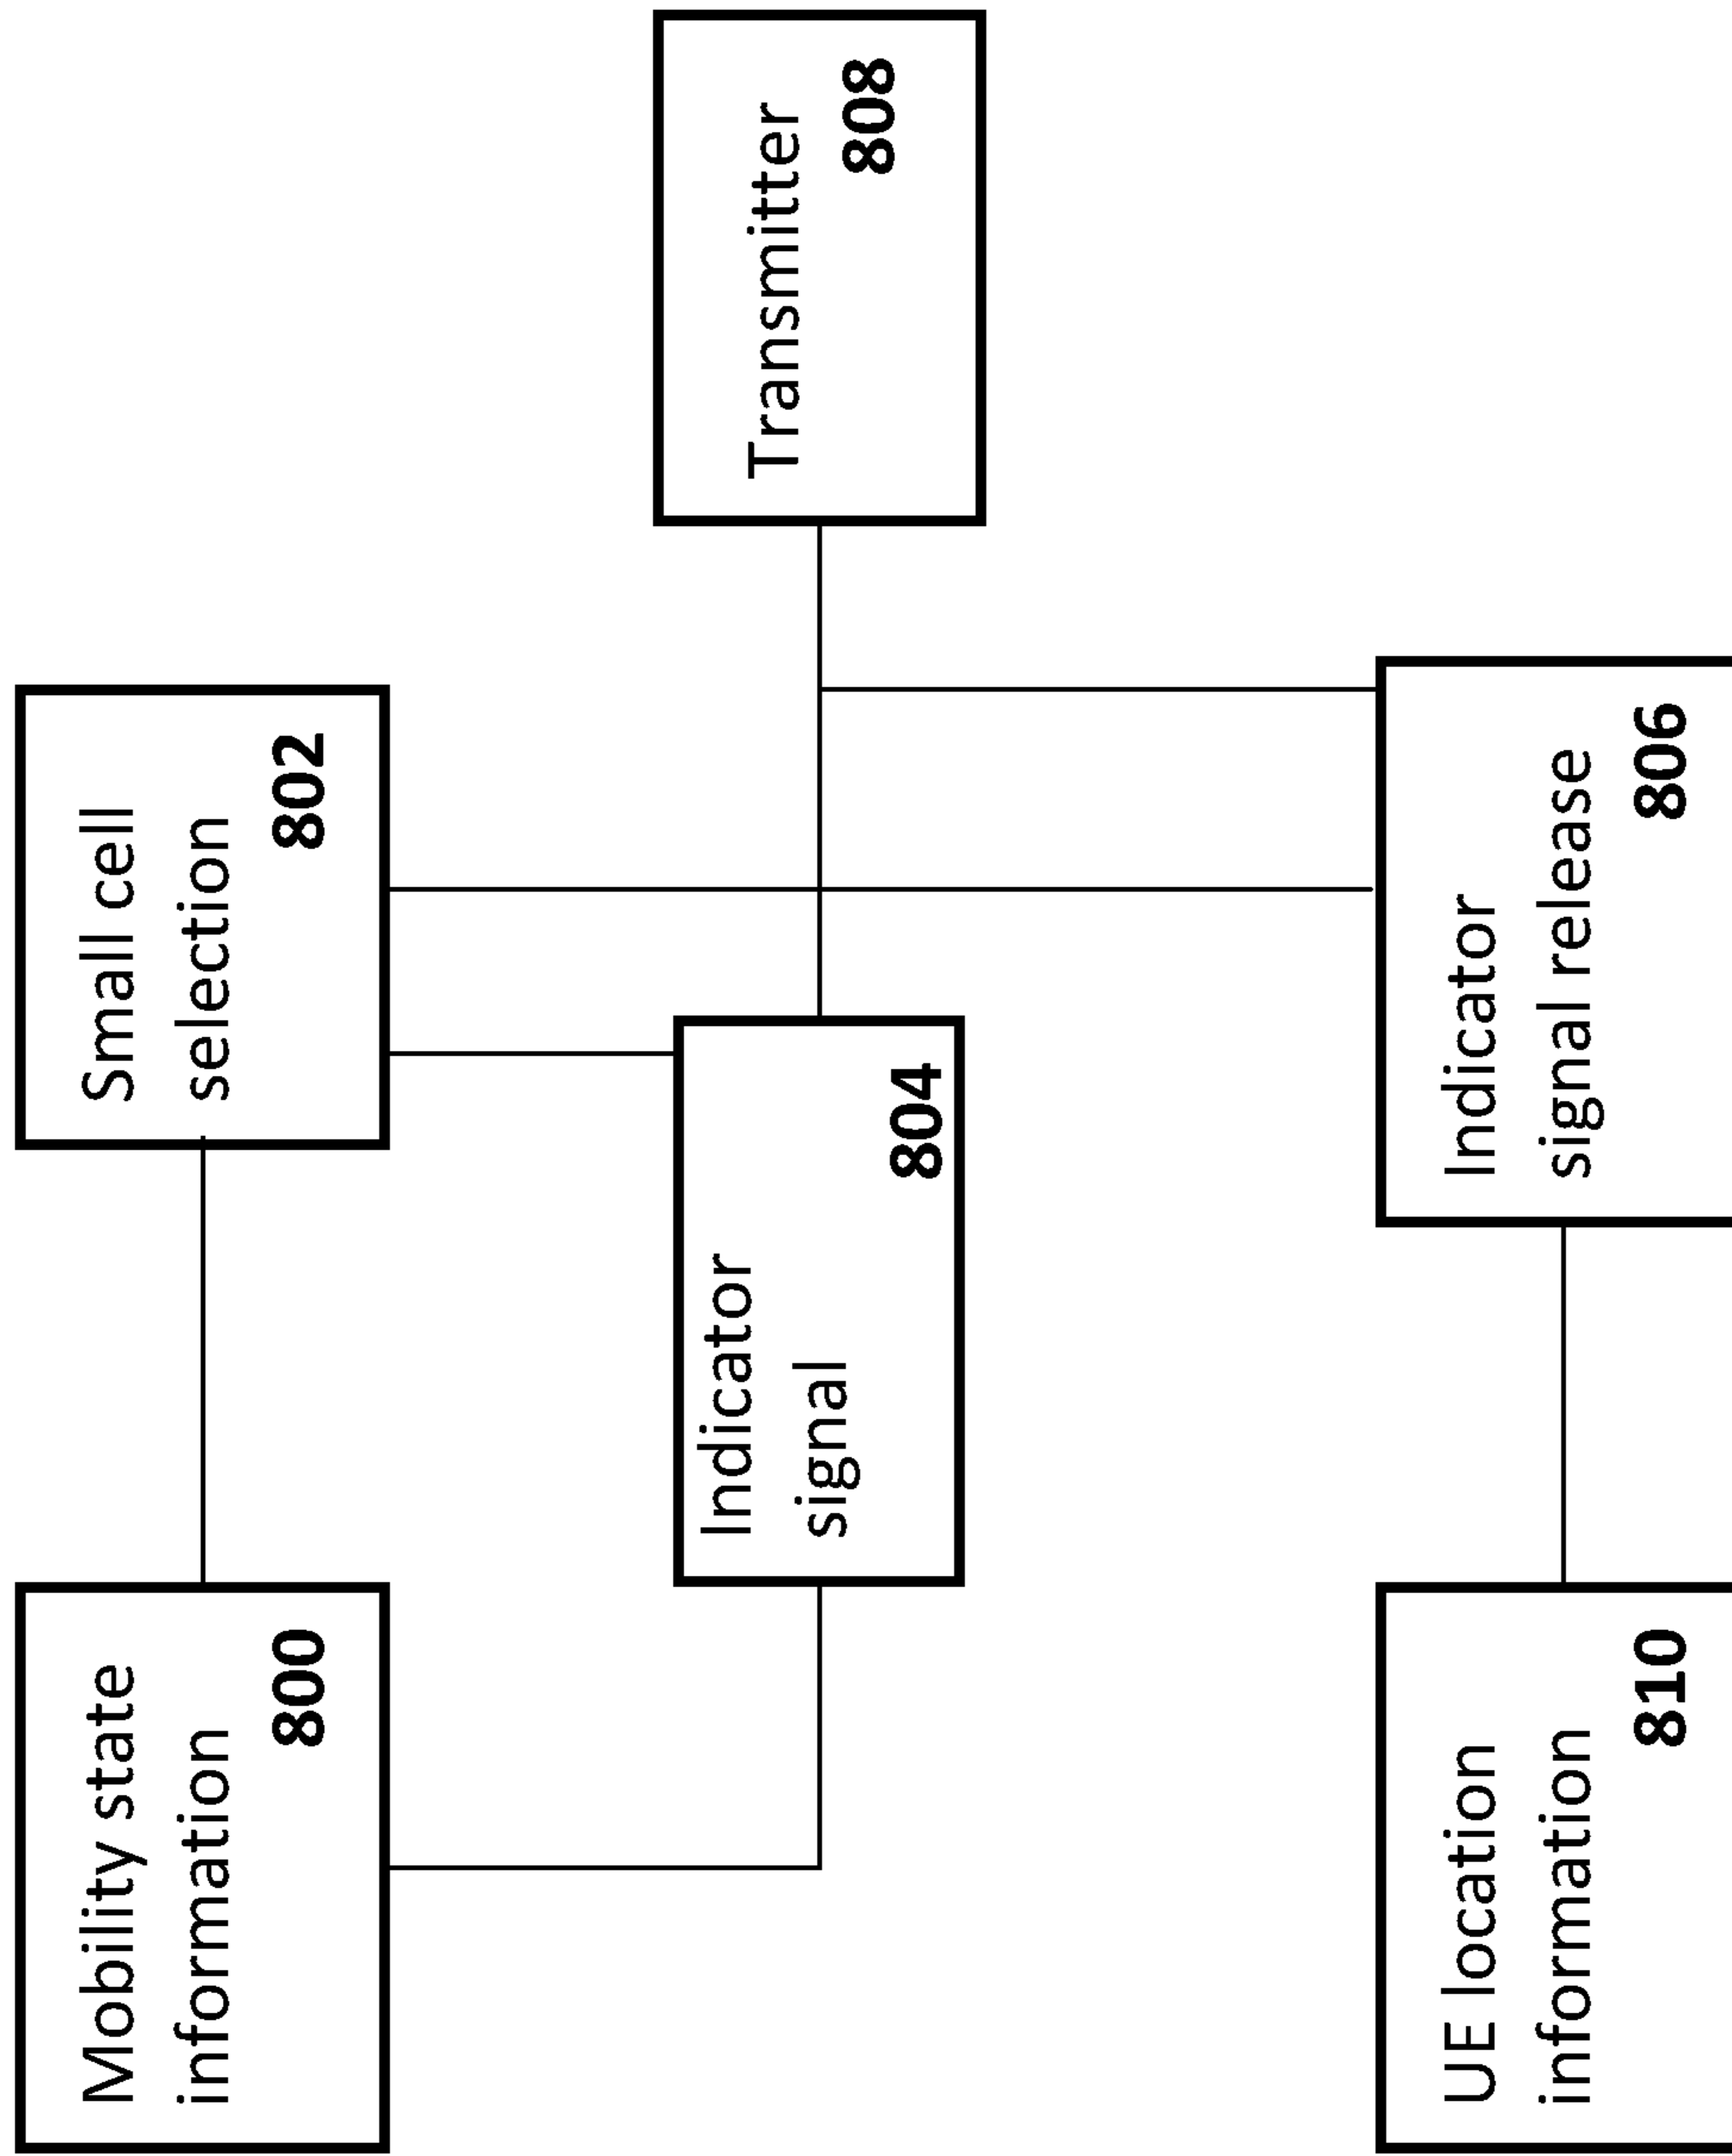 Mobility state
information
800
Small cell
selection
802
Indicator
signal
804
Transmitter
808
UE location
information
810
Indicator
signal release
806